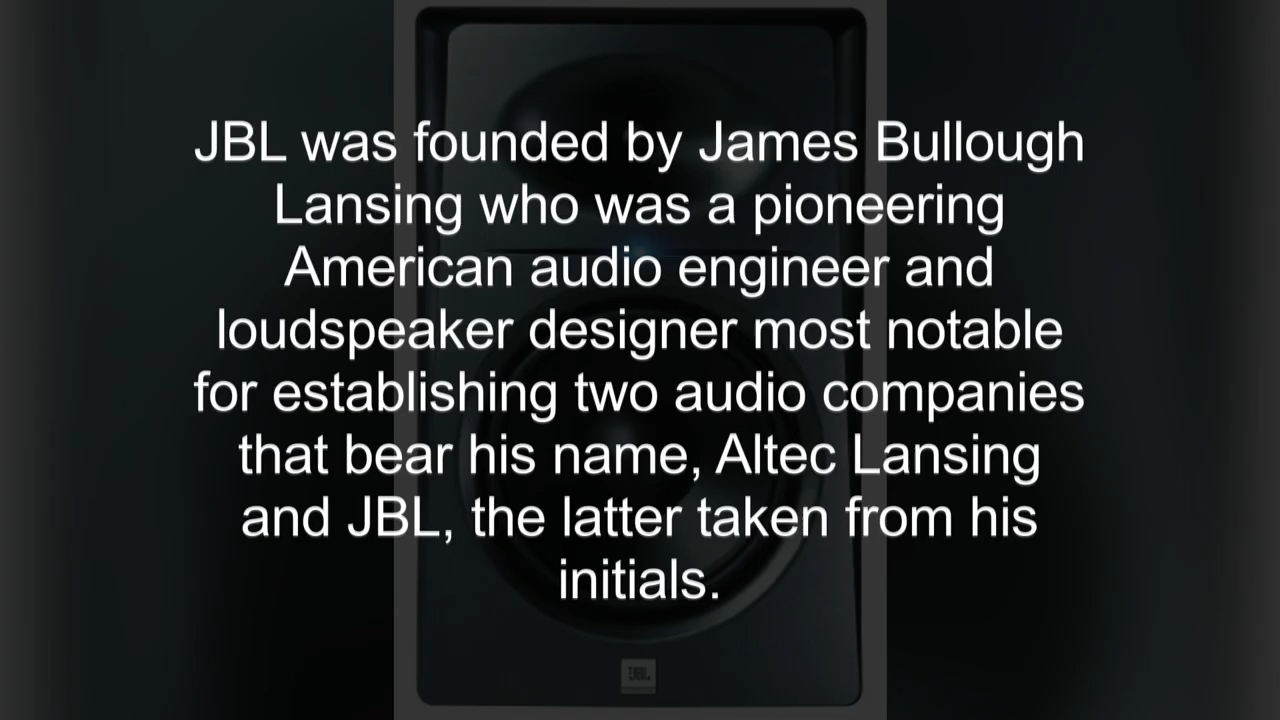 JBL was founded by James Bullough
Lansing who was a pioneering
American audio engineer and
loudspeaker designer most notable
for establishing two audio companies
that bear his name, Altec Lansing
and JBL, the latter taken from his
initials.
JBL